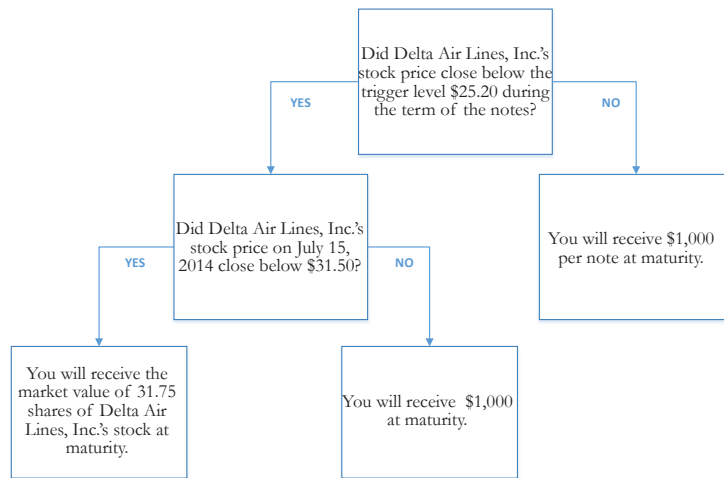 Did Delta Air Lines, Inc.'s
stock price close below the
trigger level $25.20 during
the term of the notes?
YES
NO
Did Delta Air Lines, Inc.'s
stock price on July 15,
2014 close below $31.50?
You will receive $1,000
per note at maturity.
YES
NO
You will receive the
market value of 31.75
shares of Delta Air
Lines, Inc.'s stock at
maturity.
You will receive $1,000
at maturity.